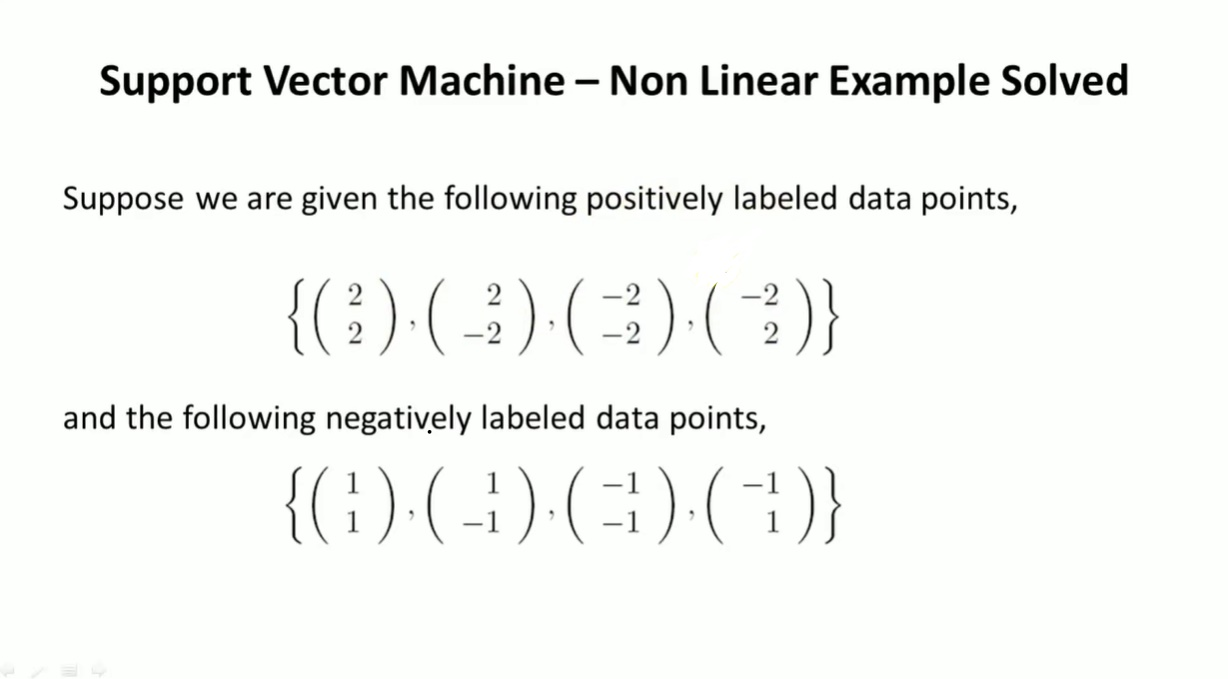 Support Vector Machine – Non Linear Example Solved
Suppose we are given the following positively labeled data points,
{( 2 2 ), ( 2 −2 ), ( −2 −2 ), ( −2 2 )}
and the following negatively labeled data points,
{( 1 1 ), ( 1 −1 ), ( −1 −1 ), ( −1 1 )}